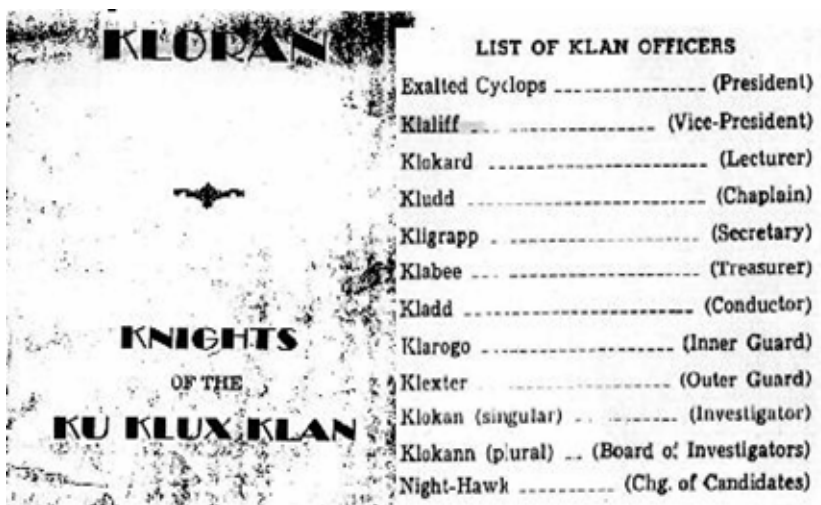 KLORAN
KNIGHTS
OF THE
KU KLUX KLAN
LIST OF KLAN OFFICERS
Exalted Cyclops (President)
Klaliff (Vice-President)
Klokard (Lecturer)
Kludd (Chaplain)
Kligrapp (Secretary)
Klabee (Treasurer)
Kladd (Conductor)
Klarogo (Inner Guard)
Klexter (Outer Guard)
Klokan (singular) (Investigator)
Klokann (plural) (Board of Investigators)
Night-Hawk (Chg. of Candidates)